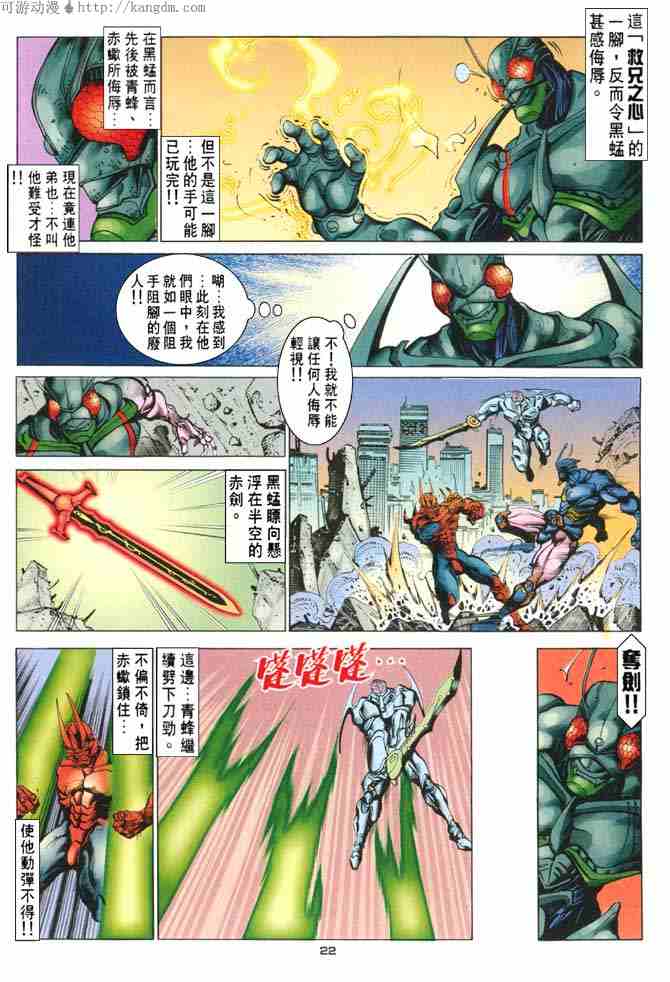 可游动漫 http://kangdm.com
這「救兄之心」的
一腳，反而令黑蜢
甚感侮辱。
但不是這一腳
…他的手可能
已玩完!!
在黑蜢而言…
先後被青蜂、
赤蠍所侮辱…
現在竟連他
弟也…不叫
他難受才怪
!!
嘲…我感到
…此刻在他
們眼中，我
就如一個阻
手阻腳的廢
人!!
不！我就不能
讓任何人侮辱
輕視!!
黑蜢瞟向懸
浮在半空的
赤劍。
奪劍!!
嗤嗤嗤…
這邊…青蜂繼
續劈下刀勁。
不偏不倚，把
赤蠍鎖住…
使他動彈不得!!
22